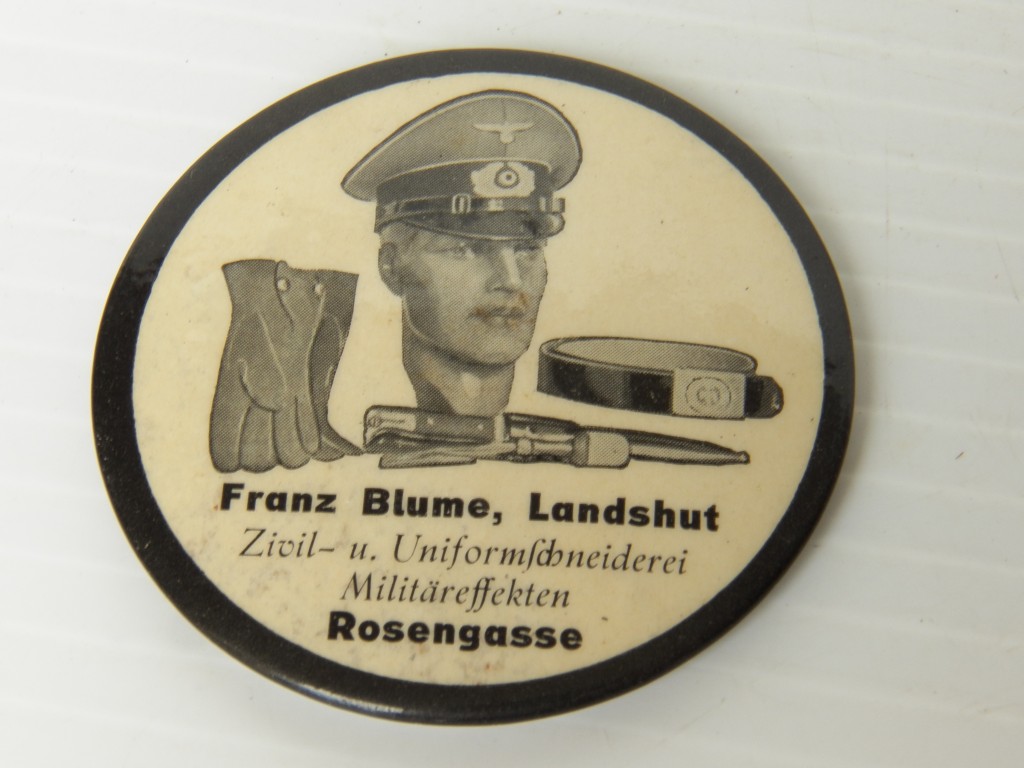 Franz Blume, Landshut
Zivil- u. Uniformſchneiderei
Militäreffekten
Rosengasse